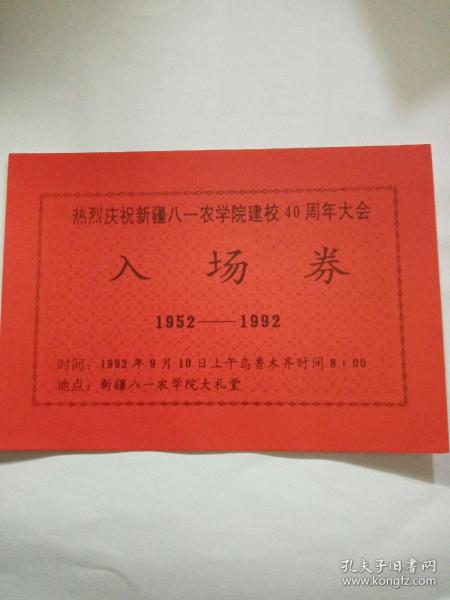 热烈庆祝新疆八一农学院建校40周年大会
入场券
1952——1992
时间：1992年9月10日上午乌鲁木齐时间8：00
地点：新疆八一农学院大礼堂
孔夫子旧书网
www.kongfz.com